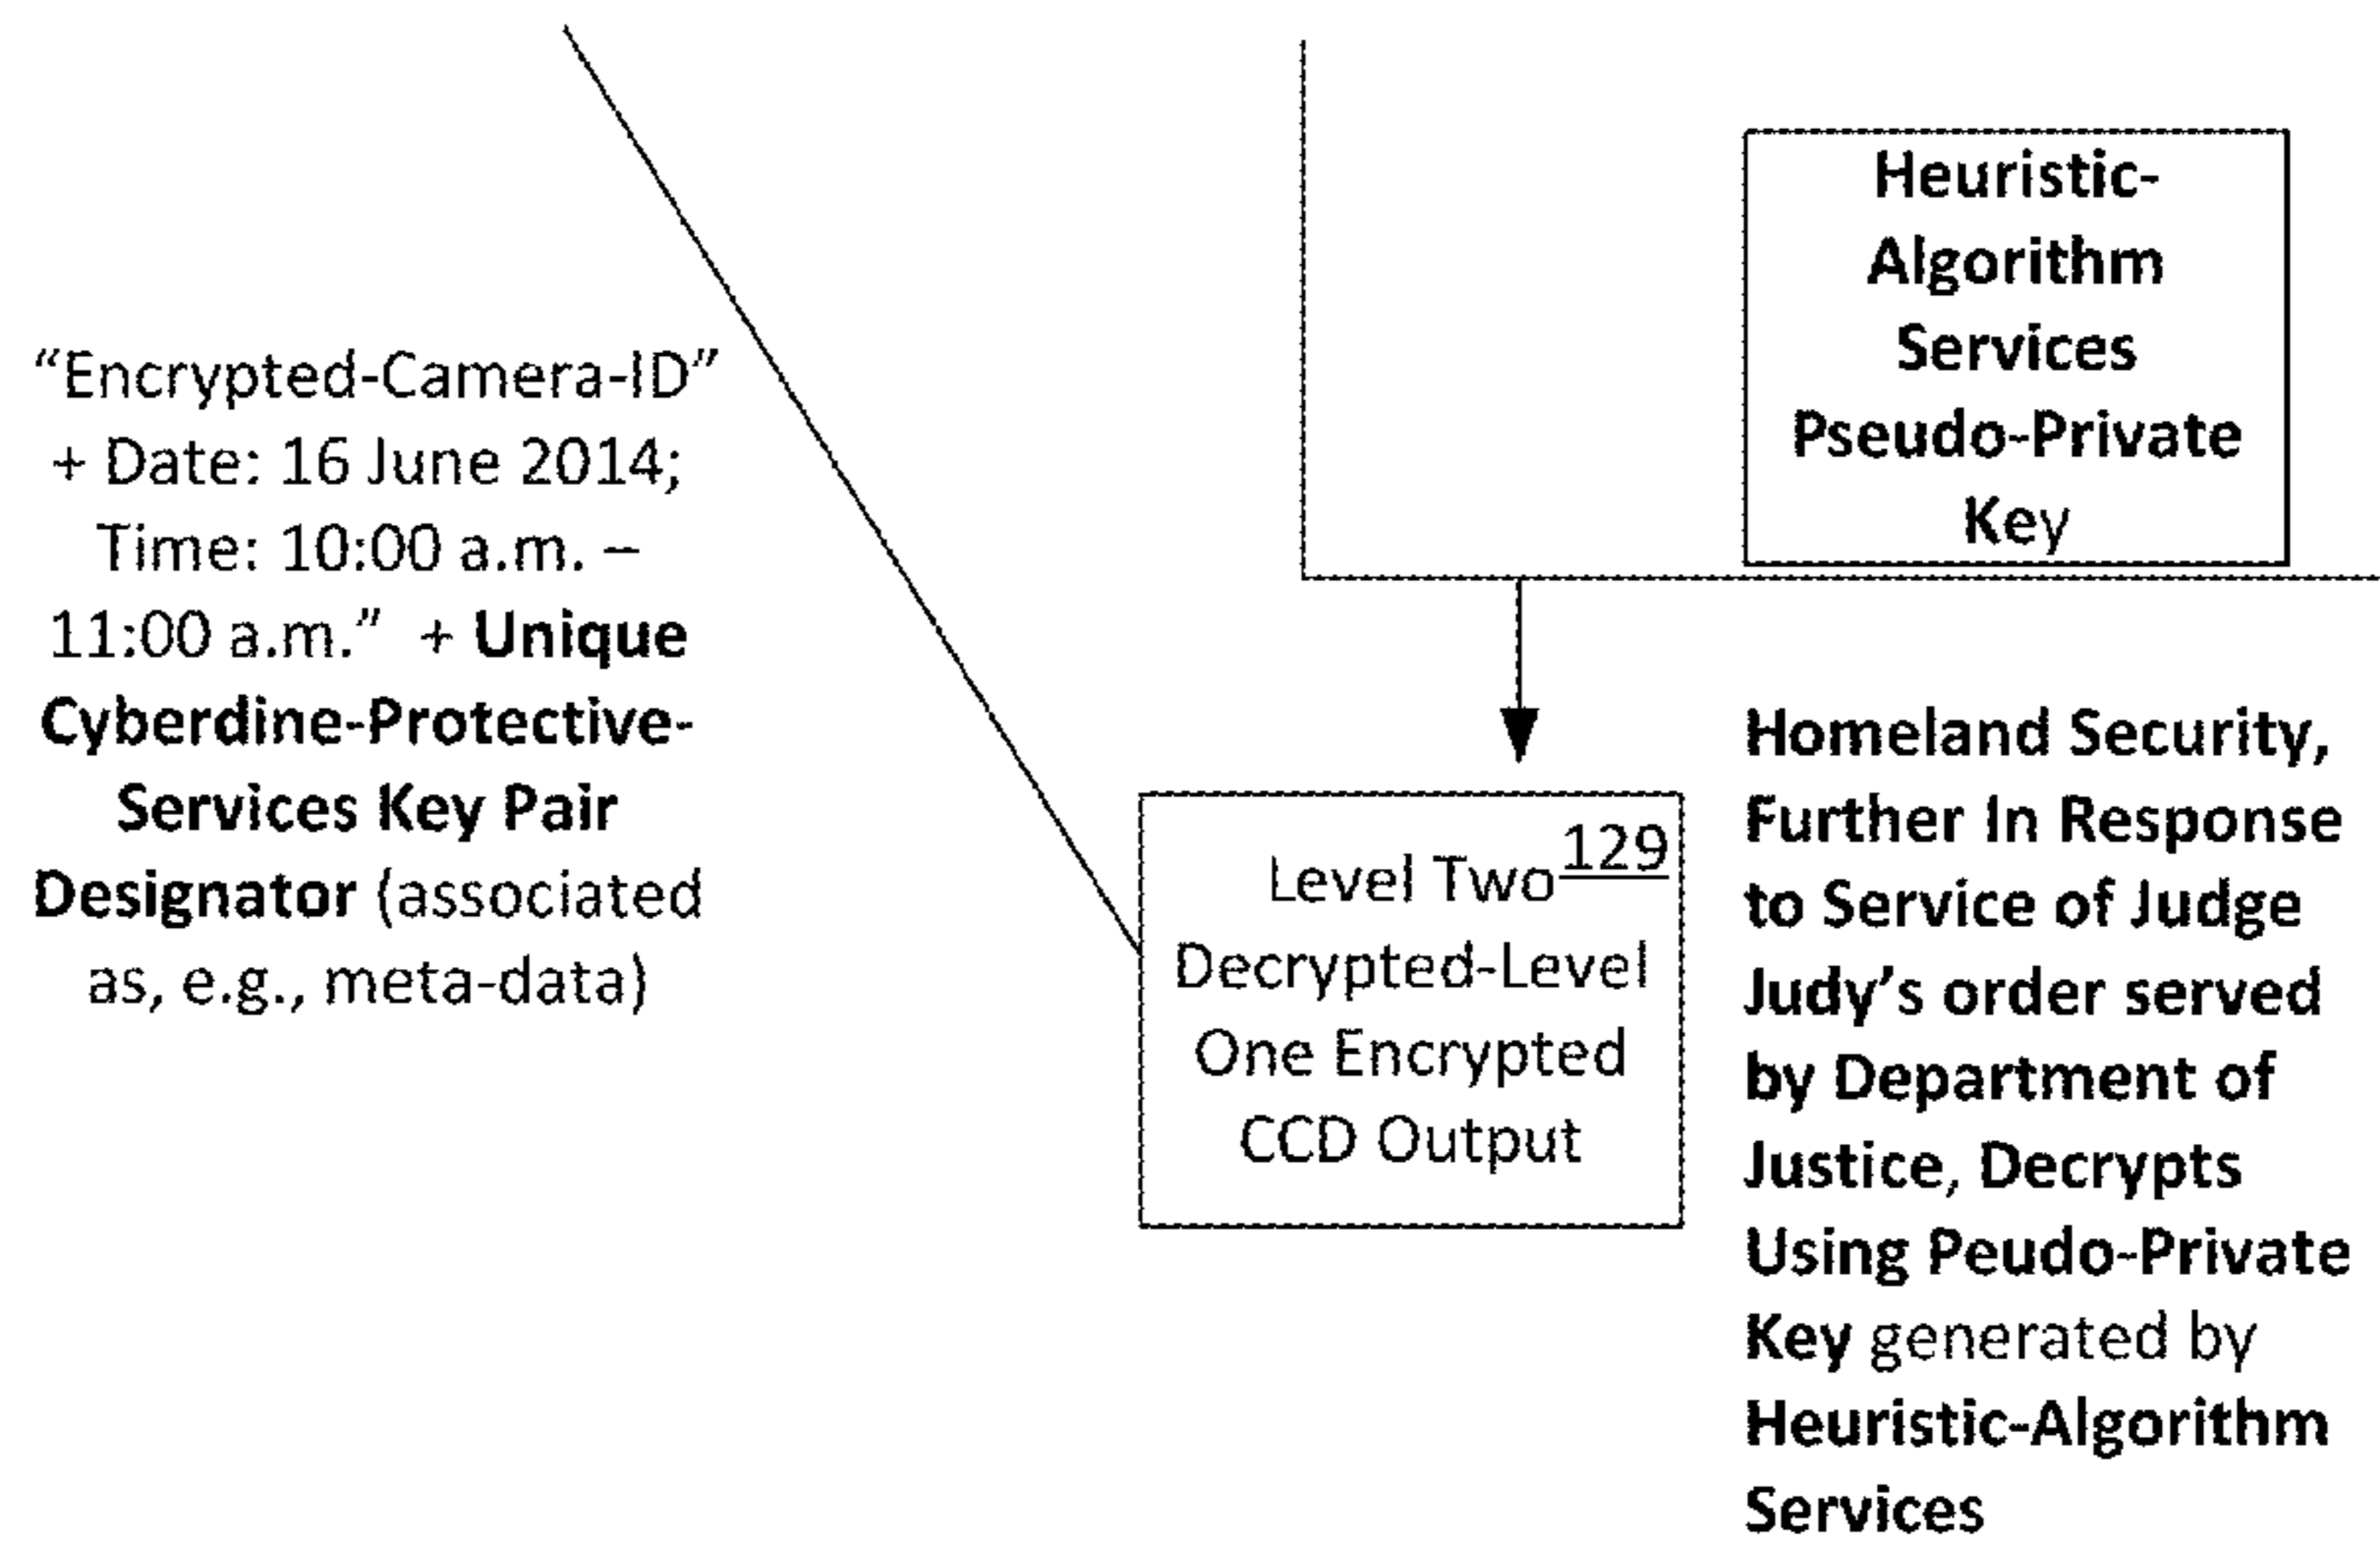 Heuristic-
Algorithm
Services
Pseudo-Private
Key
“Encrypted-Camera-ID”
+ Date: 16 June 2014;
Time: 10:00 a.m. –
11:00 a.m.” + Unique
Cyberdine-Protective-
Services Key Pair
Designator (associated
as, e.g., meta-data)
Level Two 129
Decrypted-Level
One Encrypted
CCD Output
Homeland Security,
Further In Response
to Service of Judge
Judy’s order served
by Department of
Justice, Decrypts
Using Peudo-Private
Key generated by
Heuristic-Algorithm
Services